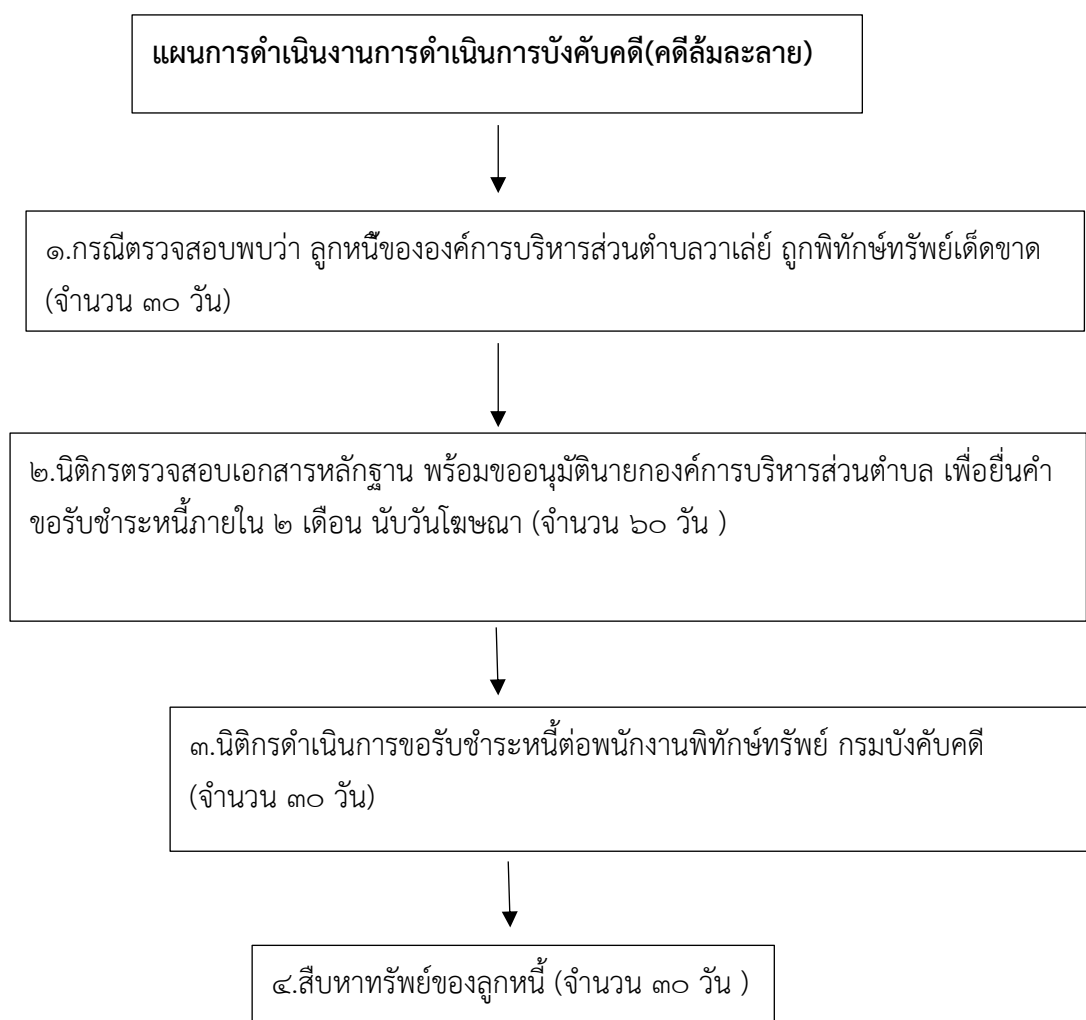 แผนการดำเนินงานการดำเนินการบังคับคดี(คดีล้มละลาย)
๑.กรณีตรวจสอบพบว่า ลูกหนี้ขององค์การบริหารส่วนตำบลวาเล่ย์ ถูกพิทักษ์ทรัพย์เด็ดขาด
(จำนวน ๓๐ วัน)
๒.นิติกรตรวจสอบเอกสารหลักฐาน พร้อมขออนุมัตินายกองค์การบริหารส่วนตำบล เพื่อยื่นคำ
ขอรับชำระหนี้ภายใน ๒ เดือน นับวันโฆษณา (จำนวน ๖๐ วัน )
๓.นิติกรดำเนินการขอรับชำระหนี้ต่อพนักงานพิทักษ์ทรัพย์ กรมบังคับคดี
(จำนวน ๓๐ วัน)
๔.สืบหาทรัพย์ของลูกหนี้ (จำนวน ๓๐ วัน )